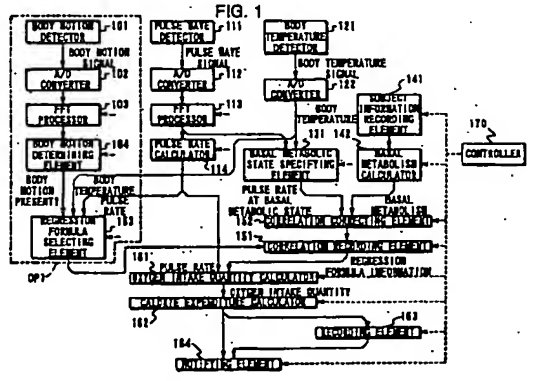 FIG. 1
BODY MOTION DETECTOR
101
PULSE WAVE DETECTOR
111
BODY TEMPERATURE DETECTOR
121
BODY MOTION SIGNAL
PULSE WAVE SIGNAL
BODY TEMPERATURE SIGNAL
A/D CONVERTER
102
A/D CONVERTER
112
A/D CONVERTER
122
141
SUBJECT INFORMATION RECORDING ELEMENT
FFT PROCESSOR
103
FFT PROCESSOR
113
BODY TEMPERATURE
131
142
170
CONTROLLER
BODY MOTION DETERMINING ELEMENT
104
PULSE RATE CALCULATOR
114
BASAL METABOLIC STATE SPECIFYING ELEMENT
BASAL METABOLISM CALCULATOR
BODY MOTION PRESENT?
BODY TEMPERATURE
PULSE RATE
PULSE RATE AT BASAL METABOLIC STATE
BASAL METABOLISM
REGRESSION FORMULA SELECTING ELEMENT
153
152
CORRELATION CORRECTING ELEMENT
151
CORRELATION RECORDING ELEMENT
OP1
161
PULSE RATE
REGRESSION FORMULA INFORMATION
OXYGEN INTAKE QUANTITY CALCULATOR
OXYGEN INTAKE QUANTITY
CALORIE EXPENDITURE CALCULATOR
162
163
RECORDING ELEMENT
164
NOTIFYING ELEMENT